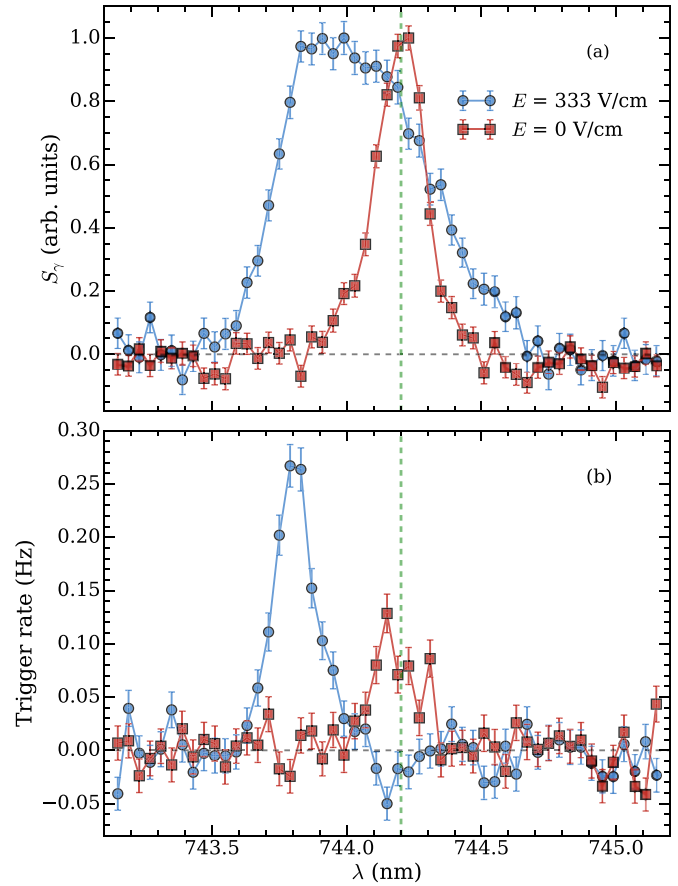 1.0
0.8
0.6
0.4
0.2
0.0
Sγ (arb. units)
(a)
E = 333 V/cm
E = 0 V/cm
0.30
0.25
0.20
0.15
0.10
0.05
0.00
−0.05
Trigger rate (Hz)
(b)
743.5 744.0 744.5 745.0
λ (nm)